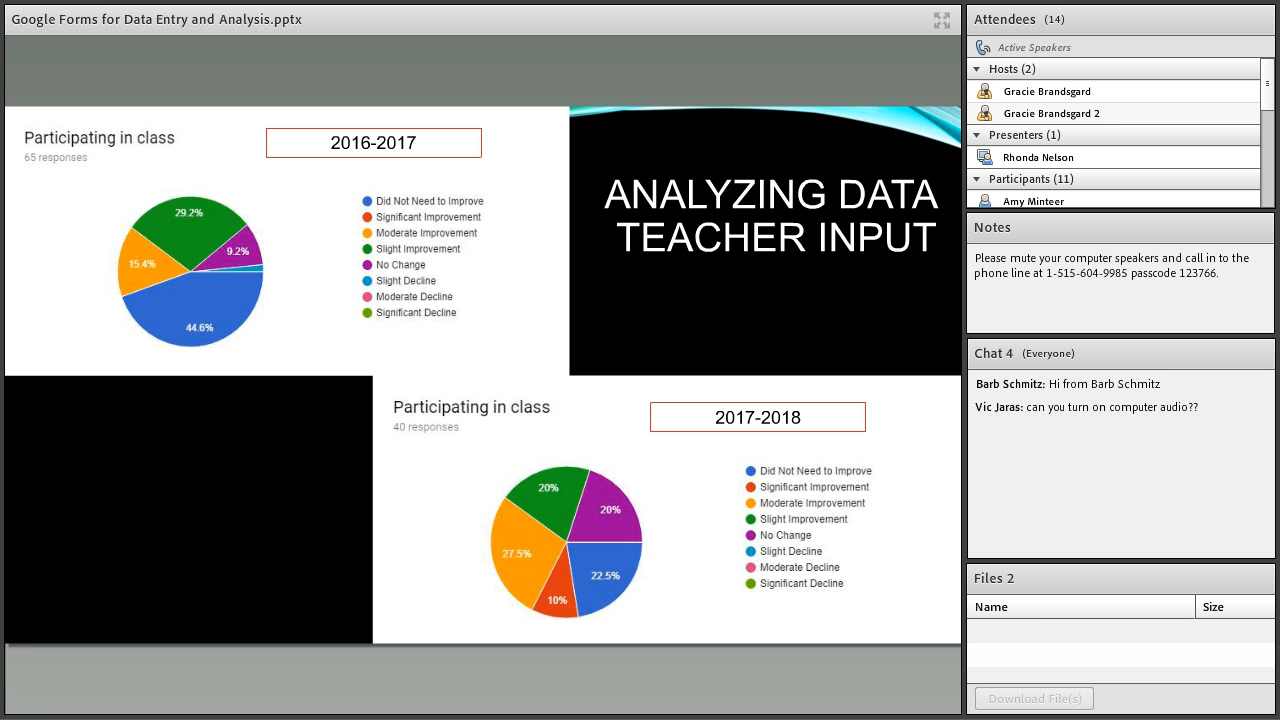 Google Forms for Data Entry and Analysis.pptx
Participating in class
65 responses
2016-2017
29.2%
9.2%
15.4%
44.6%
Did Not Need to Improve
Significant Improvement
Moderate Improvement
Slight Improvement
No Change
Slight Decline
Moderate Decline
Significant Decline
ANALYZING DATA
TEACHER INPUT
Participating in class
40 responses
2017-2018
20%
20%
27.5%
22.5%
10%
Did Not Need to Improve
Significant Improvement
Moderate Improvement
Slight Improvement
No Change
Slight Decline
Moderate Decline
Significant Decline
Attendees (14)
Active Speakers
Hosts (2)
Gracie Brandsgard
Gracie Brandsgard 2
Presenters (1)
Rhonda Nelson
Participants (11)
Amy Minteer
Notes
Please mute your computer speakers and call in to the
phone line at 1-515-604-9985 passcode 123766.
Chat 4 (Everyone)
Barb Schmitz: Hi from Barb Schmitz
Vic Jaras: can you turn on computer audio??
Files 2
Name Size
Download File(s)